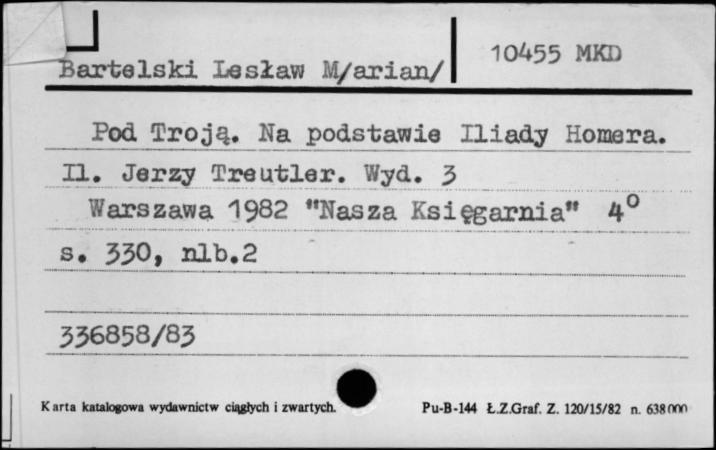 Bartelski Lesław M/arian/
10455 MKD
Pod Troją. Na podstawie Iliady Homera.
Il. Jerzy Treutler. Wyd. 3
Warszawa 1982 "Nasza Księgarnia" 4°
s. 330, nlb.2
336858/83
Karta katalogowa wydawnictw ciągłych i zwartych.
Pu-B-144 Ł.Z.Graf. Z. 120/15/82 n. 638000